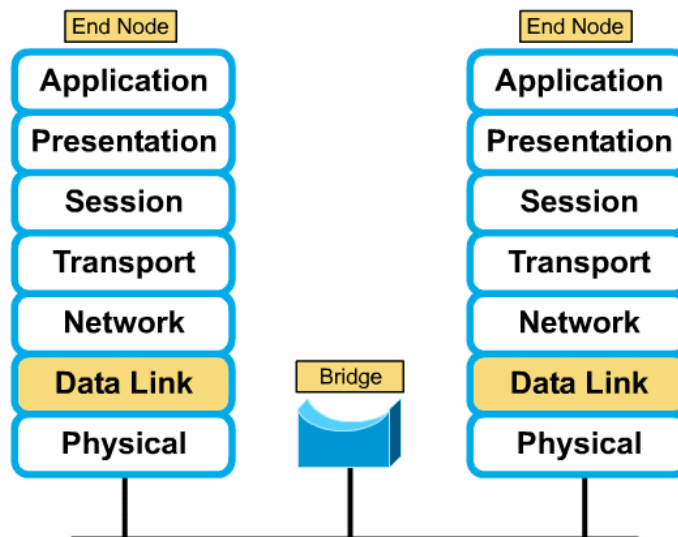 End Node
Application
Presentation
Session
Transport
Network
Data Link
Physical
Bridge
End Node
Application
Presentation
Session
Transport
Network
Data Link
Physical